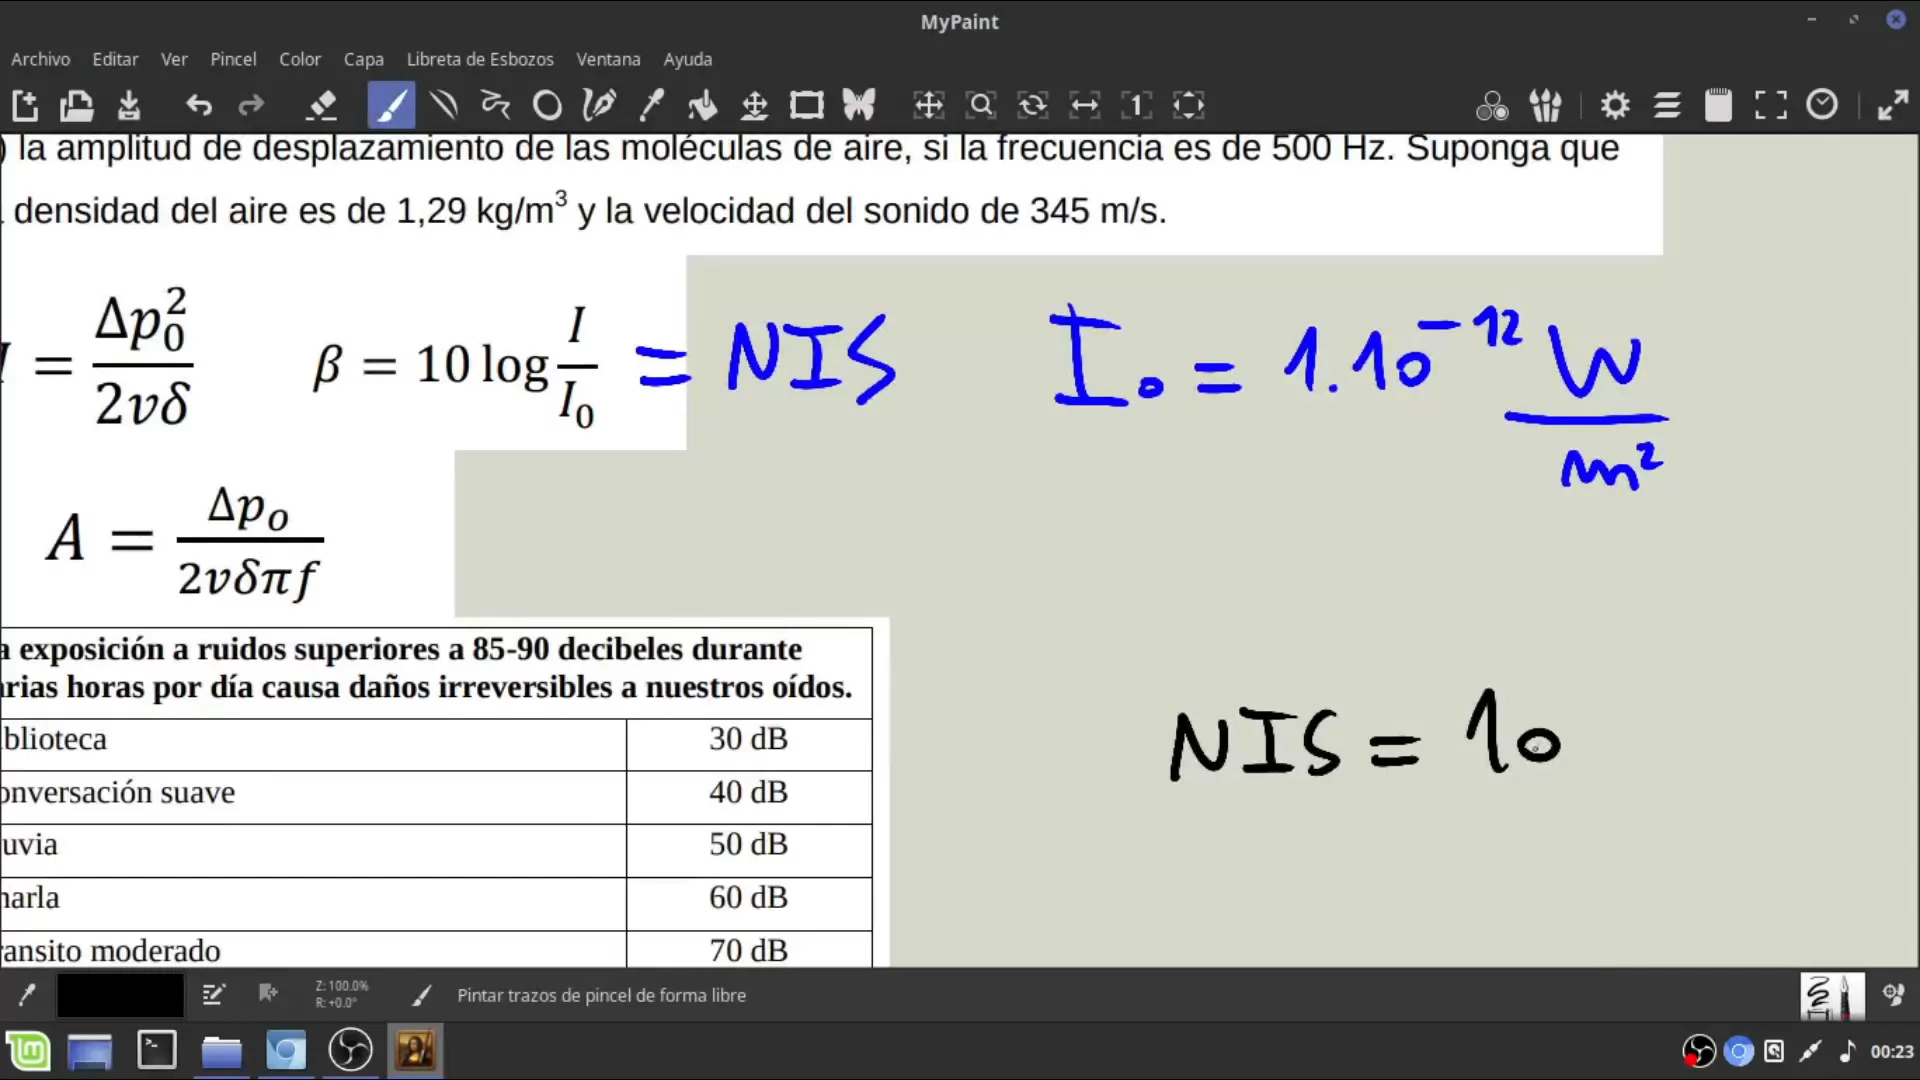 MyPaint
Archivo Editar Ver Pincel Color Capa Libreta de Esbozos Ventana Ayuda
) la amplitud de desplazamiento de las moléculas de aire, si la frecuencia es de 500 Hz. Suponga que
densidad del aire es de 1,29 kg/m³ y la velocidad del sonido de 345 m/s.
I = Δp₀² / 2vδ
β = 10 log I / I₀ = NIS
I₀ = 1.10⁻¹² W / m²
A = Δpₒ / 2vδπf
a exposición a ruidos superiores a 85-90 decibeles durante
arias horas por día causa daños irreversibles a nuestros oídos.
blioteca 30 dB
onversación suave 40 dB
uvia 50 dB
harla 60 dB
ransito moderado 70 dB
NIS = 10
Z: 100.0%
R: +0.0°
Pintar trazos de pincel de forma libre
00:23